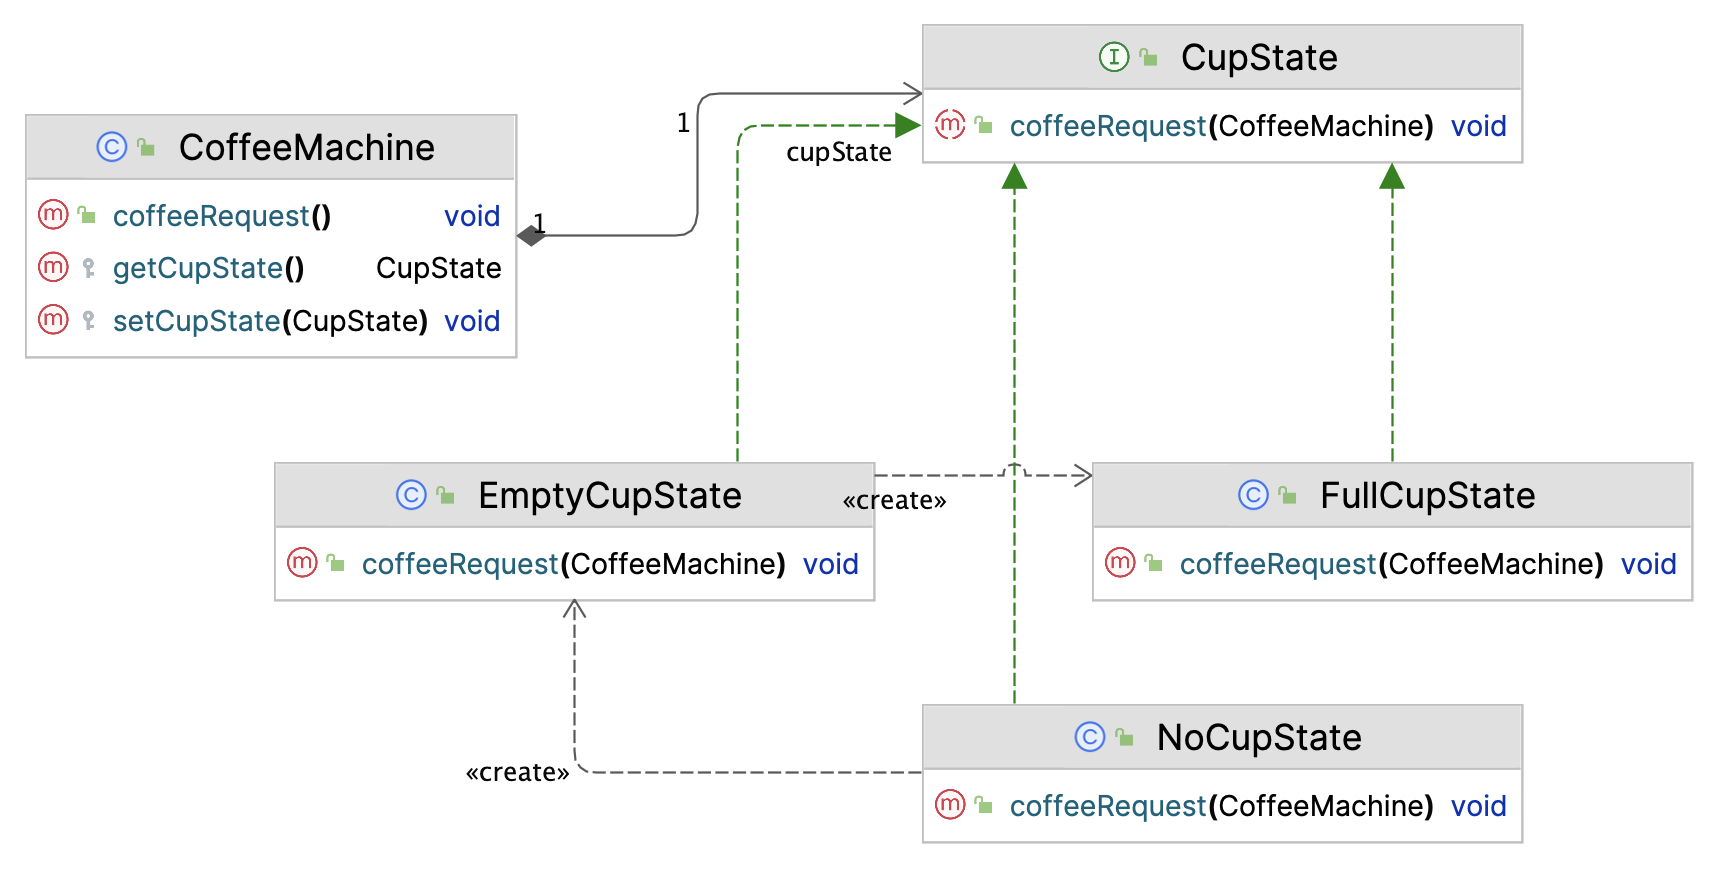 I CupState
m coffeeRequest(CoffeeMachine) void
1
cupState
C CoffeeMachine
m coffeeRequest() void
m getCupState() CupState
m setCupState(CupState) void
1
C EmptyCupState
m coffeeRequest(CoffeeMachine) void
«create»
C FullCupState
m coffeeRequest(CoffeeMachine) void
C NoCupState
m coffeeRequest(CoffeeMachine) void
«create»